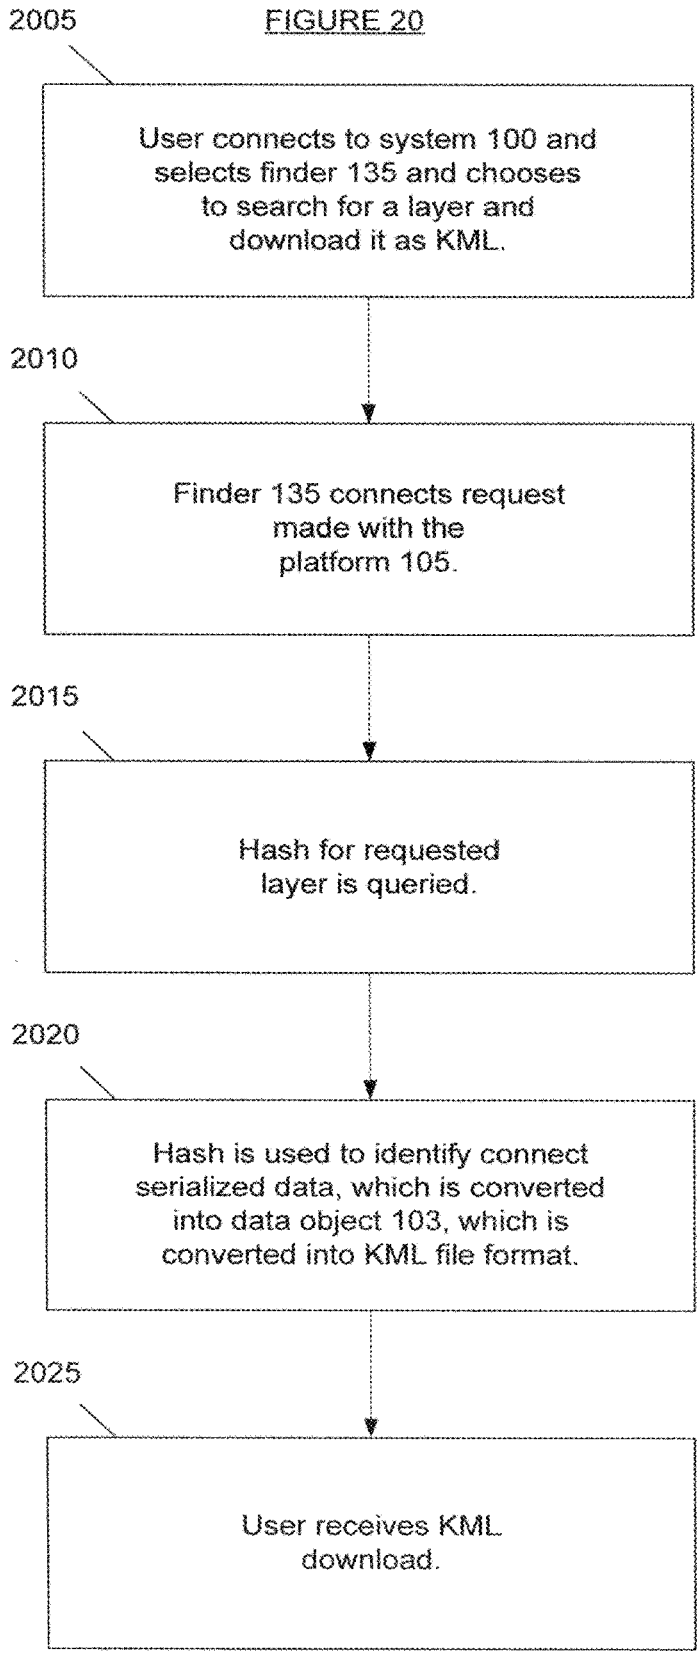 2005
FIGURE 20
User connects to system 100 and
selects finder 135 and chooses
to search for a layer and
download it as KML.
2010
Finder 135 connects request
made with the
platform 105.
2015
Hash for requested
layer is queried.
2020
Hash is used to identify connect
serialized data, which is converted
into data object 103, which is
converted into KML file format.
2025
User receives KML
download.